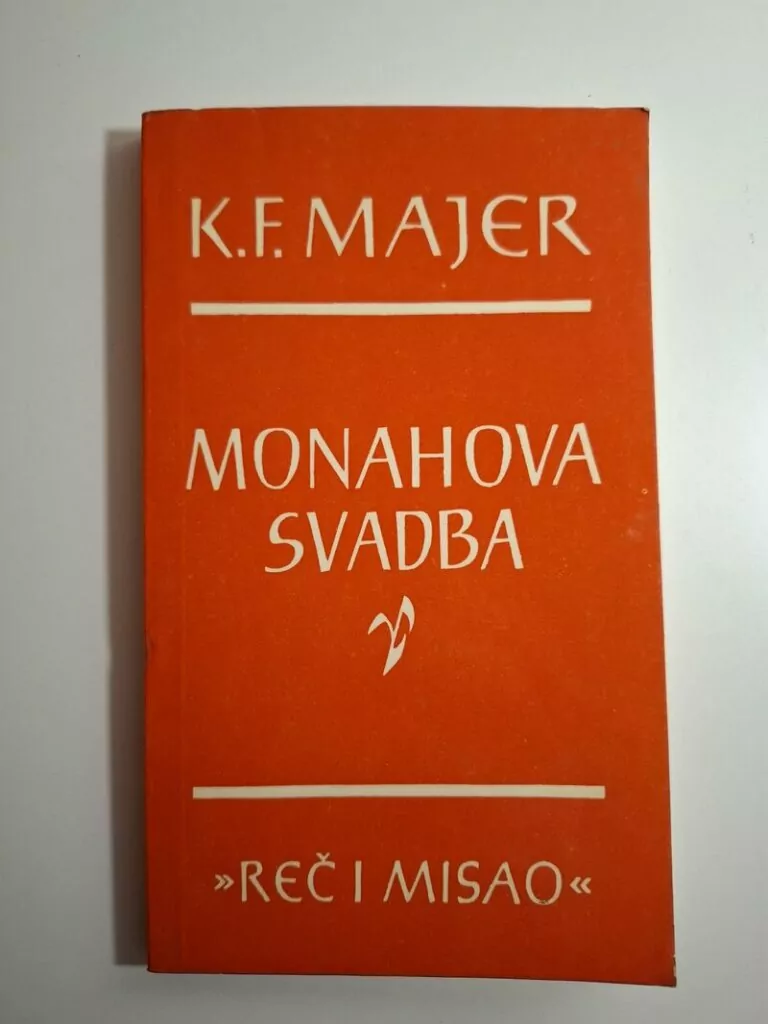 K.F. MAJER
MONAHOVA
SVADBA
»REČ I MISAO«